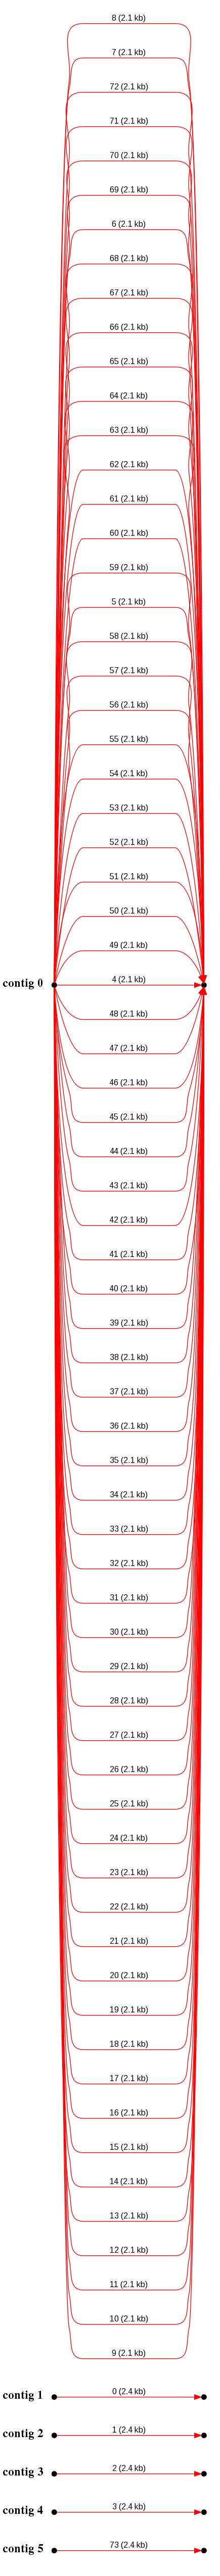 8 (2.1 kb)
7 (2.1 kb)
72 (2.1 kb)
71 (2.1 kb)
70 (2.1 kb)
69 (2.1 kb)
6 (2.1 kb)
68 (2.1 kb)
67 (2.1 kb)
66 (2.1 kb)
65 (2.1 kb)
64 (2.1 kb)
63 (2.1 kb)
62 (2.1 kb)
61 (2.1 kb)
60 (2.1 kb)
59 (2.1 kb)
5 (2.1 kb)
58 (2.1 kb)
57 (2.1 kb)
56 (2.1 kb)
55 (2.1 kb)
54 (2.1 kb)
53 (2.1 kb)
52 (2.1 kb)
51 (2.1 kb)
50 (2.1 kb)
49 (2.1 kb)
contig 0 4 (2.1 kb)
48 (2.1 kb)
47 (2.1 kb)
46 (2.1 kb)
45 (2.1 kb)
44 (2.1 kb)
43 (2.1 kb)
42 (2.1 kb)
41 (2.1 kb)
40 (2.1 kb)
39 (2.1 kb)
38 (2.1 kb)
37 (2.1 kb)
36 (2.1 kb)
35 (2.1 kb)
34 (2.1 kb)
33 (2.1 kb)
32 (2.1 kb)
31 (2.1 kb)
30 (2.1 kb)
29 (2.1 kb)
28 (2.1 kb)
27 (2.1 kb)
26 (2.1 kb)
25 (2.1 kb)
24 (2.1 kb)
23 (2.1 kb)
22 (2.1 kb)
21 (2.1 kb)
20 (2.1 kb)
19 (2.1 kb)
18 (2.1 kb)
17 (2.1 kb)
16 (2.1 kb)
15 (2.1 kb)
14 (2.1 kb)
13 (2.1 kb)
12 (2.1 kb)
11 (2.1 kb)
10 (2.1 kb)
9 (2.1 kb)
contig 1 0 (2.4 kb)
contig 2 1 (2.4 kb)
contig 3 2 (2.4 kb)
contig 4 3 (2.4 kb)
contig 5 73 (2.4 kb)